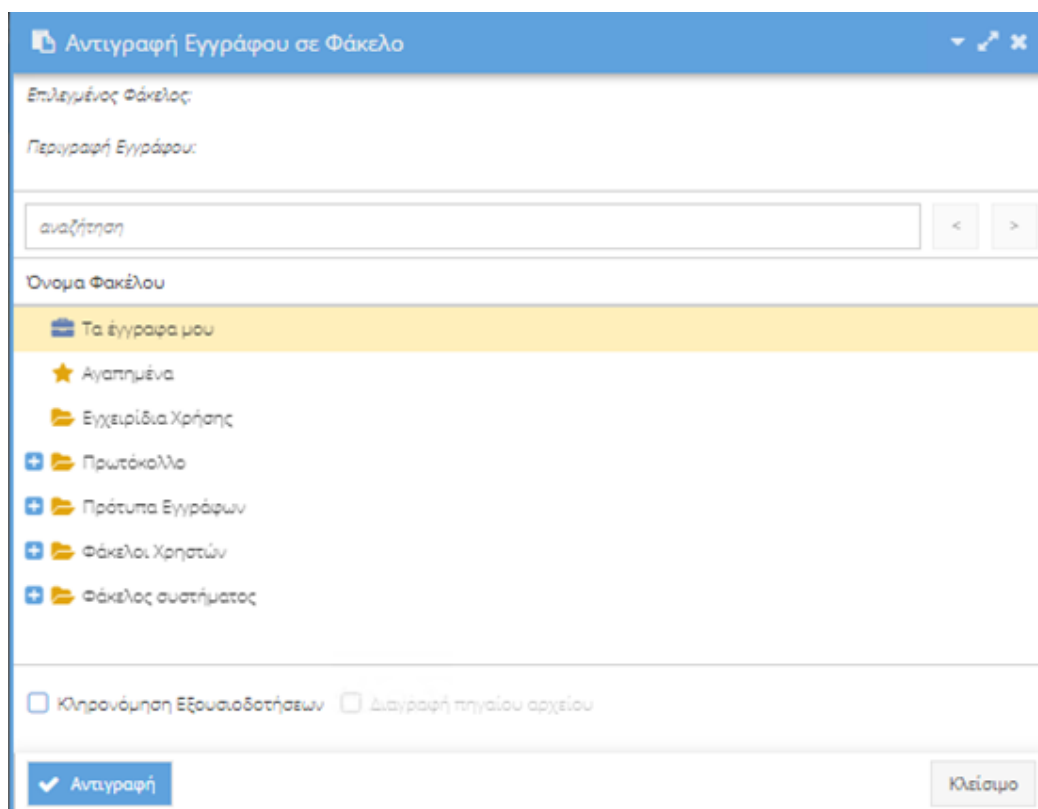 Αντιγραφή Εγγράφου σε Φάκελο
Επιλεγμένος Φάκελος:
Περιγραφή Εγγράφου:
αναζήτηση < >
Όνομα Φακέλου
Τα έγγραφα μου
Αγαπημένα
Εγχειρίδια Χρήσης
Πρωτόκολλο
Πρότυπα Εγγράφων
Φάκελοι Χρηστών
Φάκελος συστήματος
Κληρονόμηση Εξουσιοδοτήσεων Διαγραφή πηγαίου αρχείου
Αντιγραφή Κλείσιμο